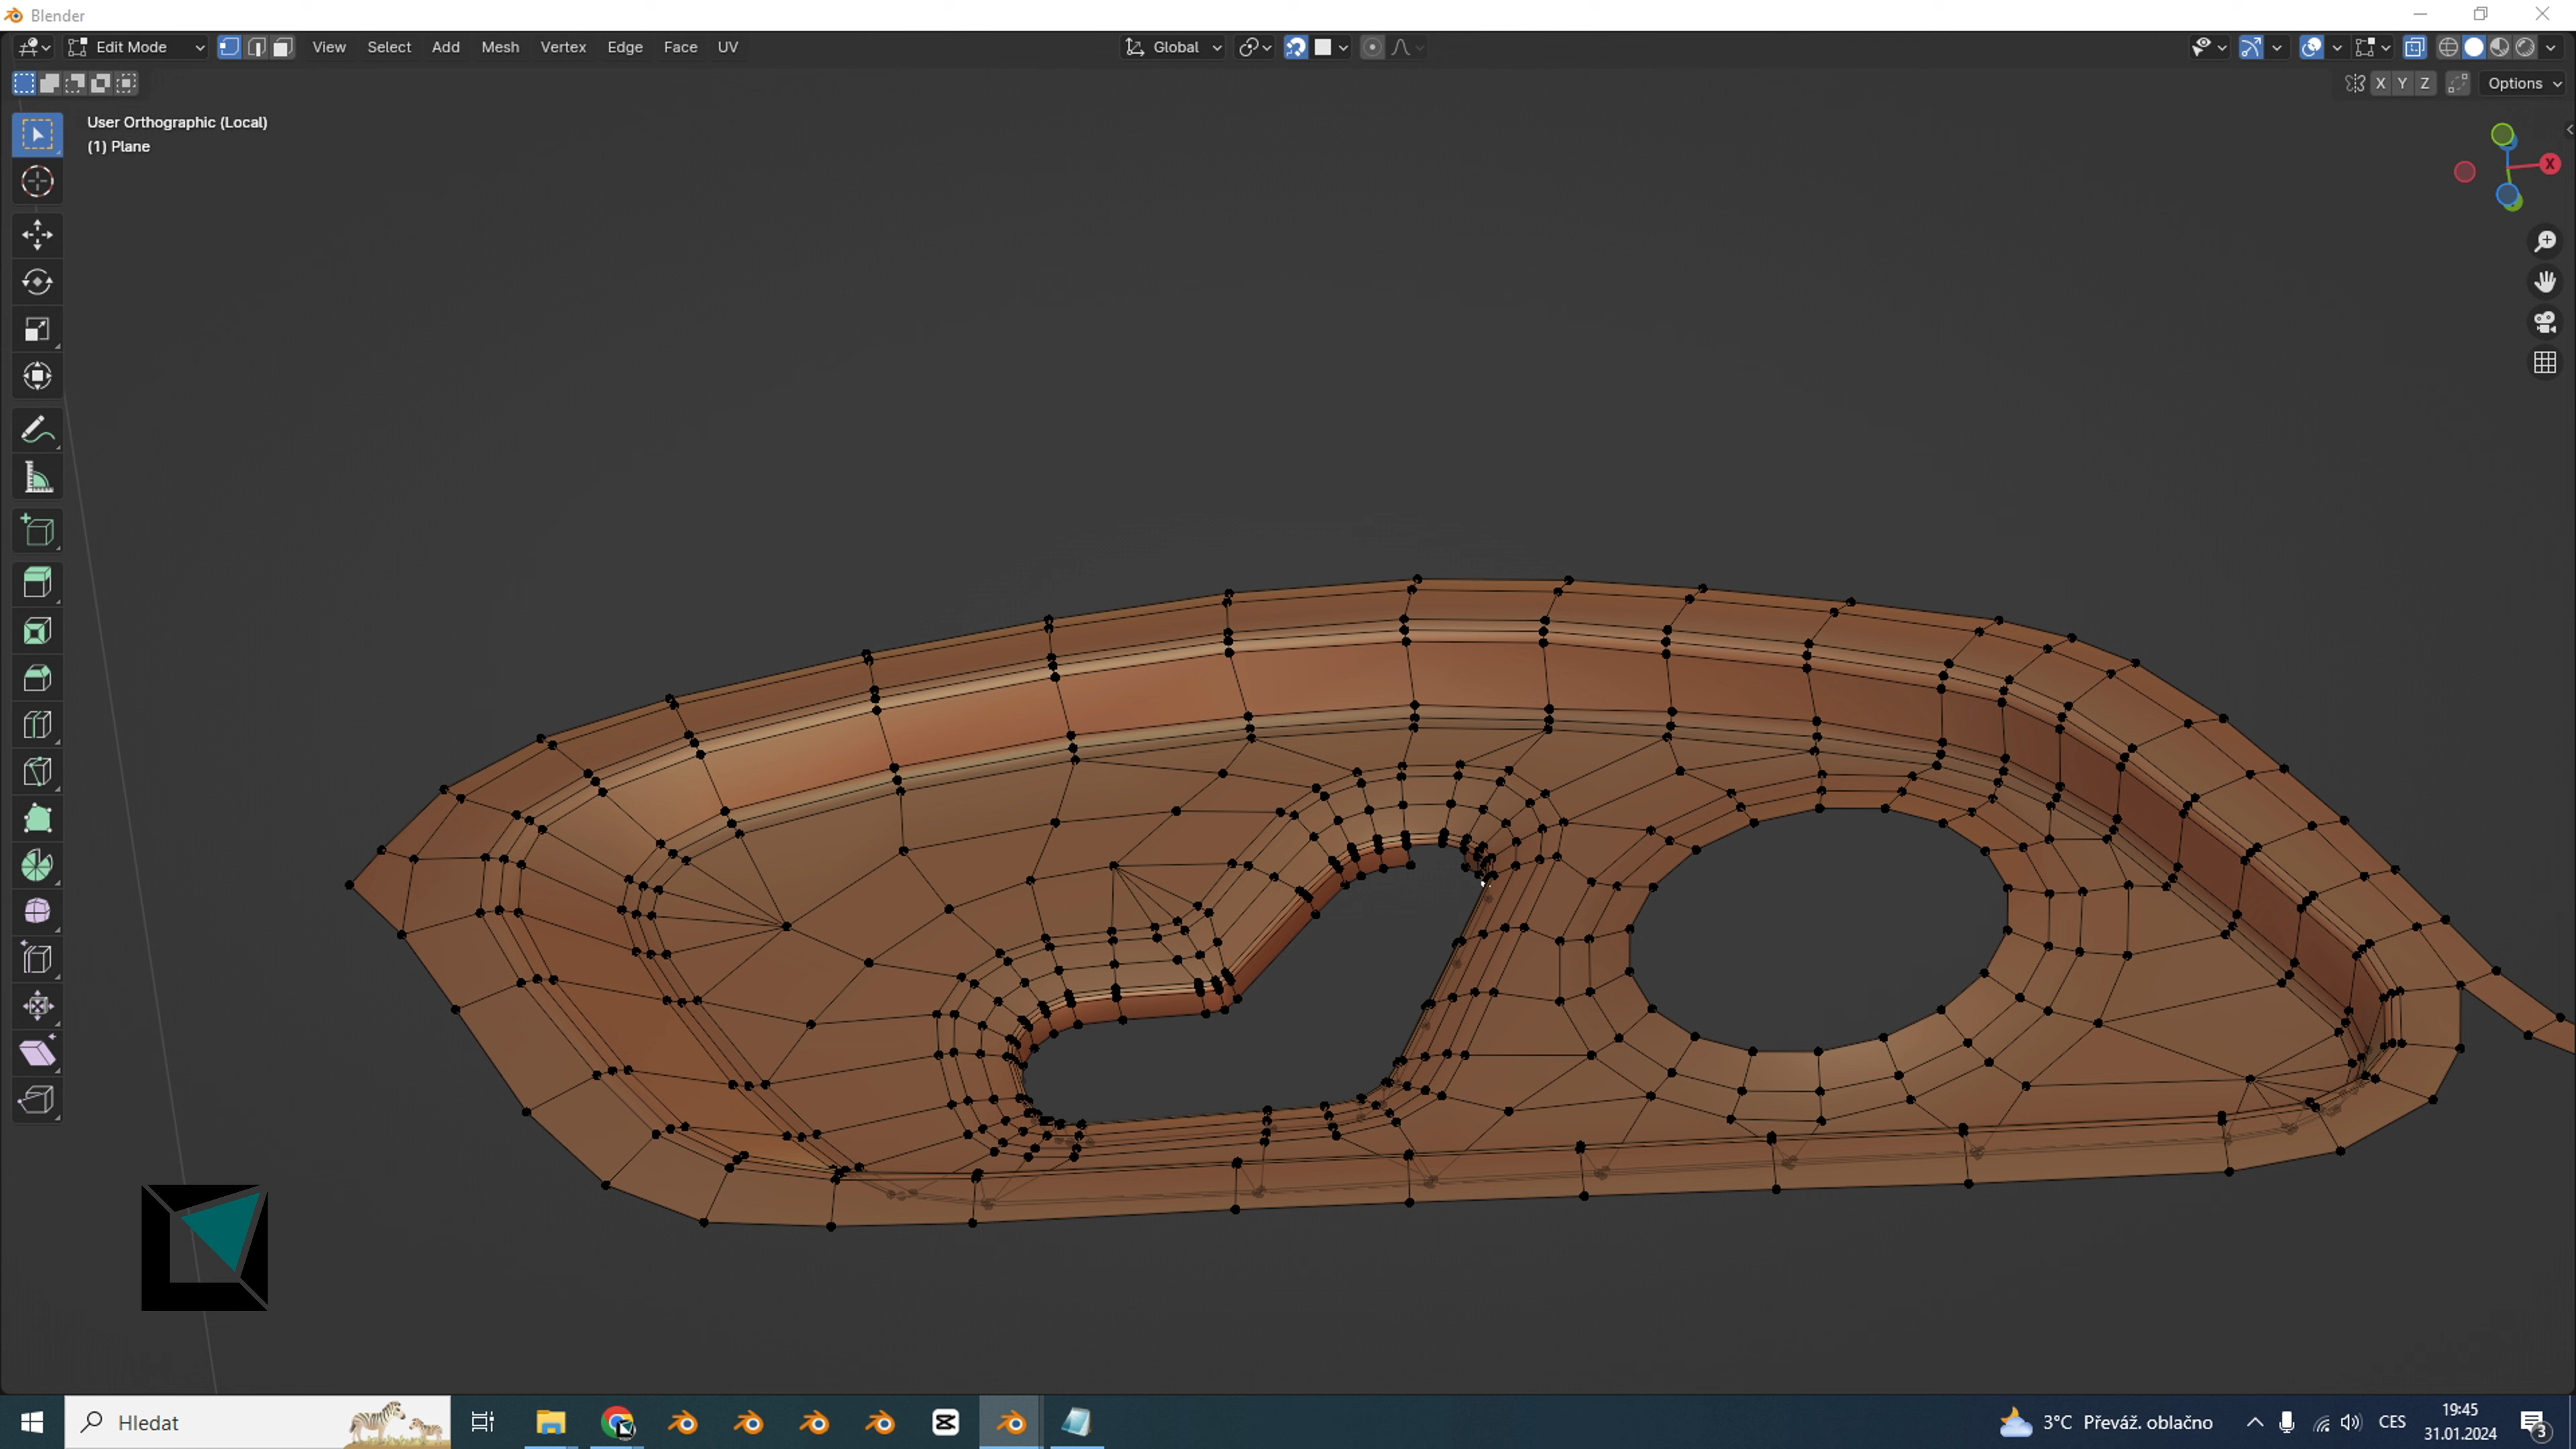 Blender
Edit Mode View Select Add Mesh Vertex Edge Face UV Global
X Y Z Options
User Orthographic (Local)
(1) Plane
X
Hledat
3°C Převáž. oblačno CES 19:45
31.01.2024
3